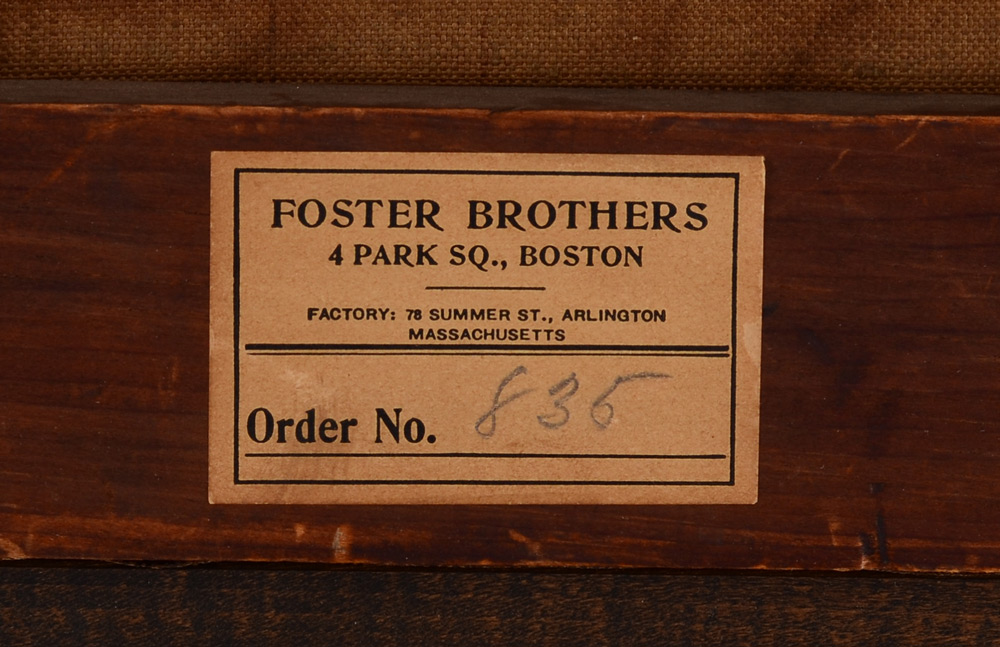 FOSTER BROTHERS
4 PARK SQ., BOSTON
FACTORY: 78 SUMMER ST., ARLINGTON
MASSACHUSETTS
Order No. 835